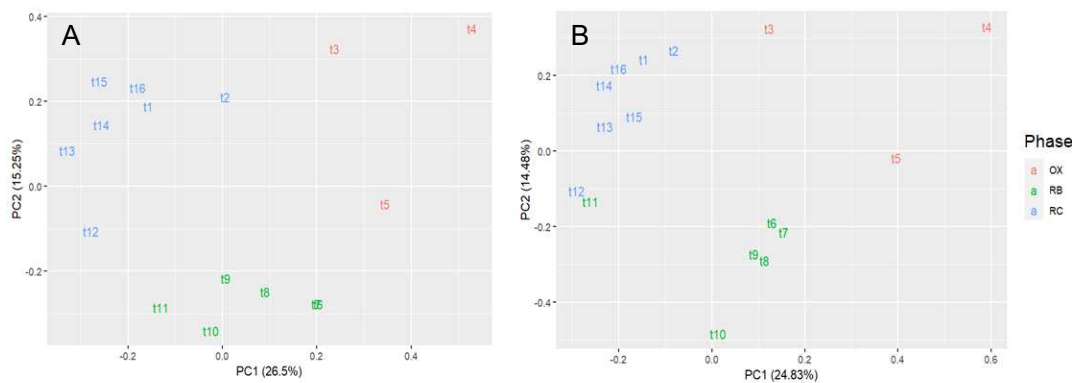 A
0.4
0.2
0.0
-0.2
PC2 (15.25%)
t4
t3
t15
t16
t1
t2
t14
t13
t5
t12
t9
t8
t7
t6
t11
t10
-0.2
0.0
0.2
0.4
PC1 (26.5%)
B
0.2
0.0
-0.2
-0.4
PC2 (14.48%)
t3
t4
t2
t1
t16
t14
t15
t13
t5
t12
t11
t6
t7
t9
t8
t10
-0.2
0.0
0.2
0.4
0.6
PC1 (24.83%)
Phase
a OX
a RB
a RC